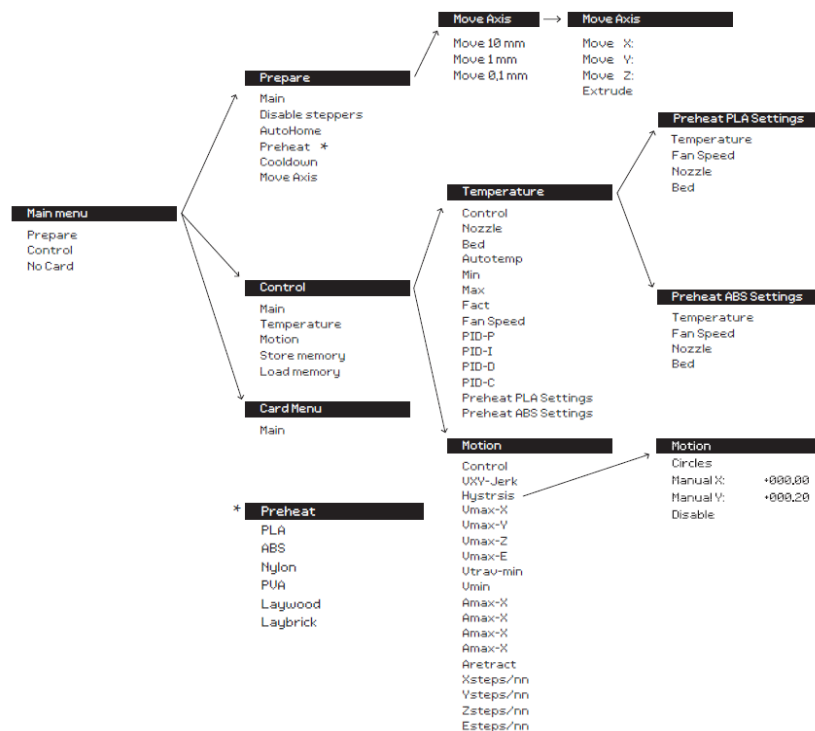 Move Axis
Move 10 mm
Move 1 mm
Move 0,1 mm
Move Axis
Move X:
Move Y:
Move Z:
Extrude
Prepare
Main
Disable steppers
AutoHome
Preheat *
Cooldown
Move Axis
Preheat PLA Settings
Temperature
Fan Speed
Nozzle
Bed
Main menu
Prepare
Control
No Card
Temperature
Control
Nozzle
Bed
Autotemp
Min
Max
Fact
Fan Speed
PID-P
PID-I
PID-D
PID-C
Preheat PLA Settings
Preheat ABS Settings
Control
Main
Temperature
Motion
Store memory
Load memory
Preheat ABS Settings
Temperature
Fan Speed
Nozzle
Bed
Card Menu
Main
Motion
Control
VXY-Jerk
Hystrsis
Vmax-X
Vmax-Y
Vmax-Z
Vmax-E
Vtrav-min
Vmin
Amax-X
Amax-X
Amax-X
Amax-X
Aretract
Xsteps/nn
Ysteps/nn
Zsteps/nn
Esteps/nn
Motion
Circles
Manual X: +000.00
Manual Y: +000.20
Disable
* Preheat
PLA
ABS
Nylon
PVA
Laywood
Laybrick